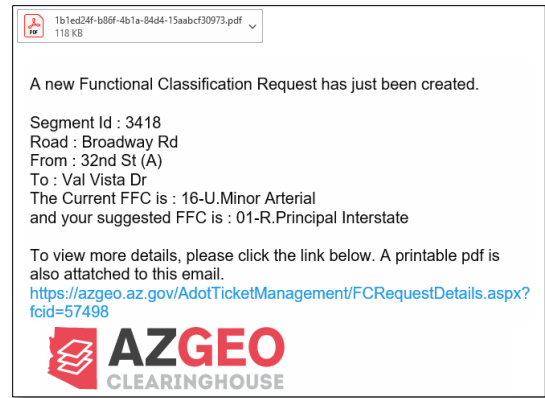 1b1ed24f-b86f-4b1a-84d4-15aabcf30973.pdf
PDF
118 KB
A new Functional Classification Request has just been created.
Segment Id : 3418
Road : Broadway Rd
From : 32nd St (A)
To : Val Vista Dr
The Current FFC is : 16-U.Minor Arterial
and your suggested FFC is : 01-R.Principal Interstate
To view more details, please click the link below. A printable pdf is
also attatched to this email.
https://azgeo.az.gov/AdotTicketManagement/FCRequestDetails.aspx?
fcid=57498
AZGEO
CLEARINGHOUSE